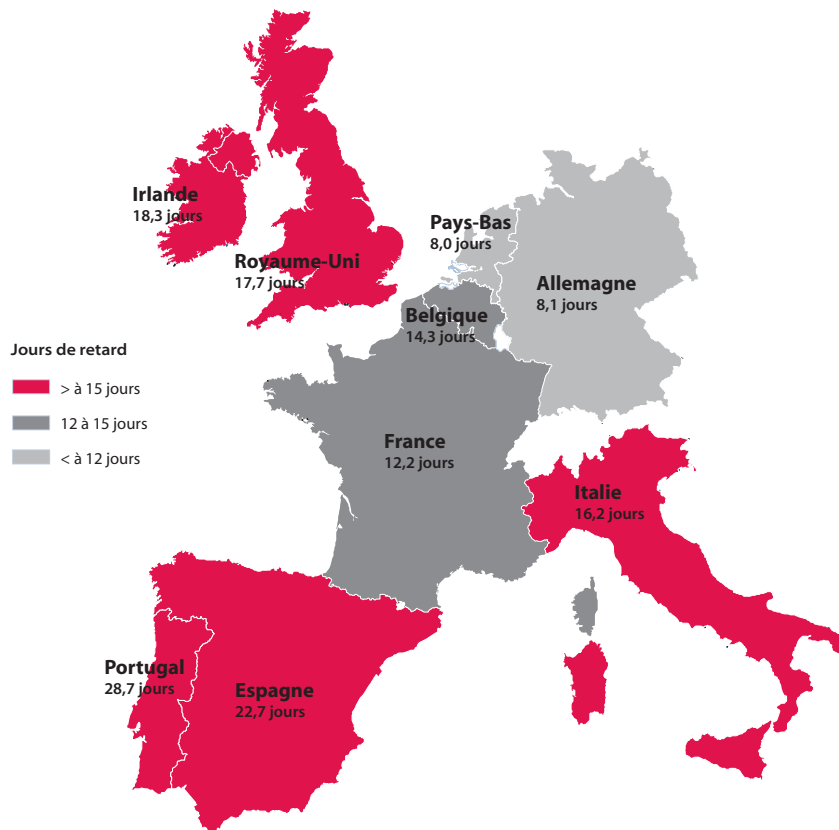 Irlande
18,3 jours
Royaume-Uni
17,7 jours
Pays-Bas
8,0 jours
Allemagne
8,1 jours
Belgique
14,3 jours
Jours de retard
> à 15 jours
12 à 15 jours
< à 12 jours
France
12,2 jours
Italie
16,2 jours
Portugal
28,7 jours
Espagne
22,7 jours